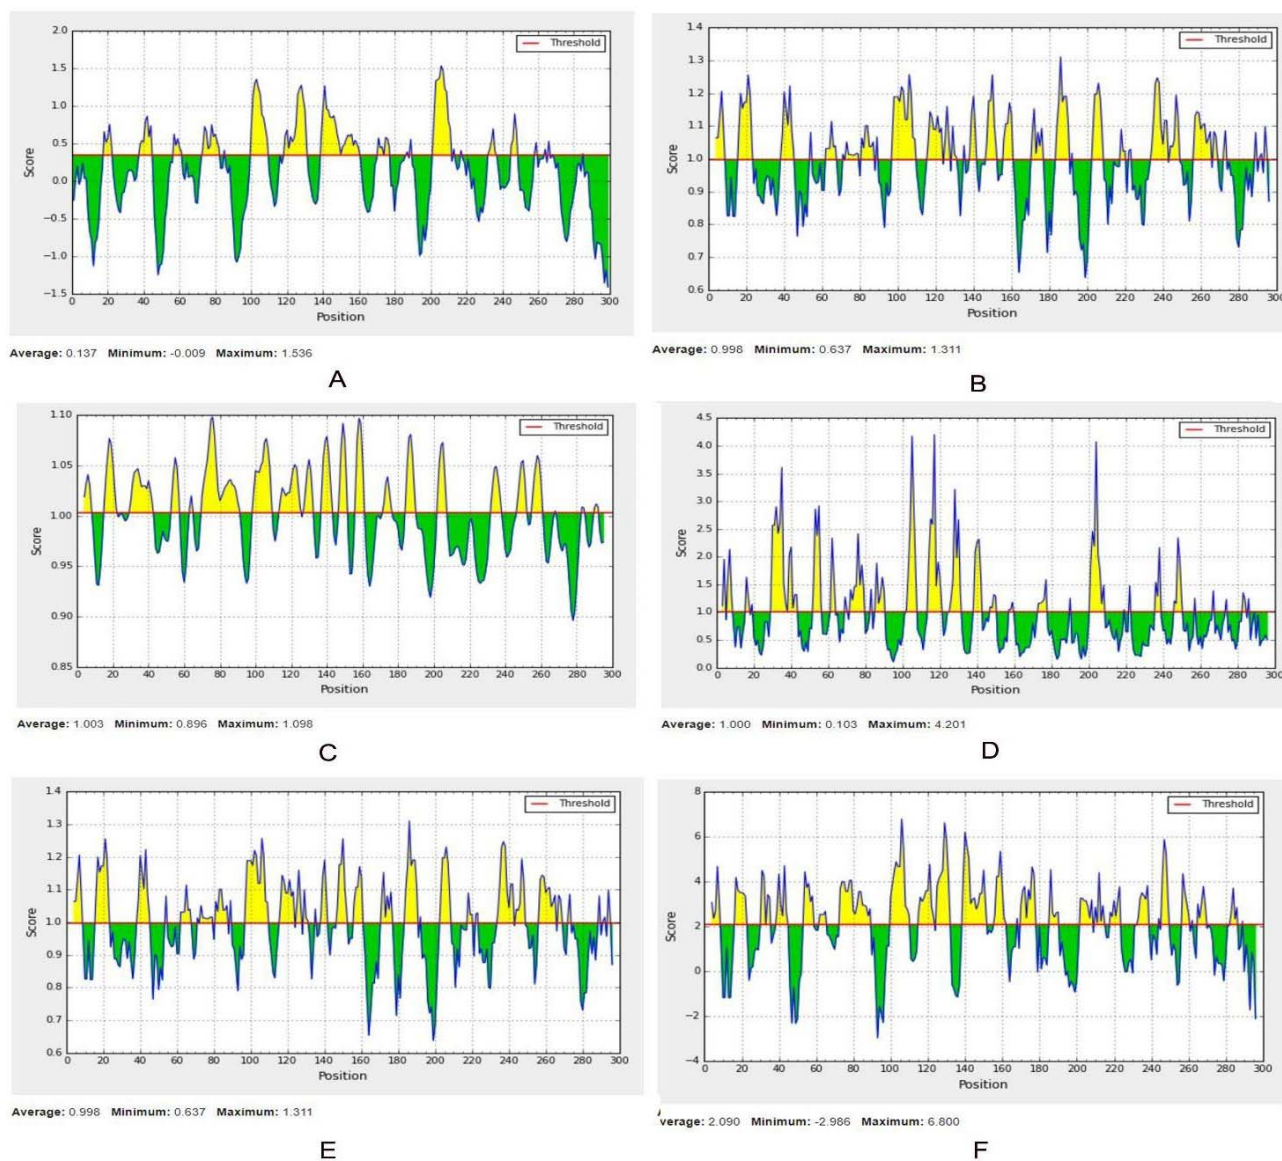 2.0
1.5
1.0
0.5
0.0
−0.5
−1.0
−1.5
Score
Threshold
0 20 40 60 80 100 120 140 160 180 200 220 240 260 280 300
Position
Average: 0.137 Minimum: -0.009 Maximum: 1.536
A
1.4
1.3
1.2
1.1
1.0
0.9
0.8
0.7
0.6
Score
Threshold
0 20 40 60 80 100 120 140 160 180 200 220 240 260 280 300
Position
Average: 0.998 Minimum: 0.637 Maximum: 1.311
B
1.10
1.05
1.00
0.95
0.90
0.85
Score
Threshold
0 20 40 60 80 100 120 140 160 180 200 220 240 260 280 300
Position
Average: 1.003 Minimum: 0.896 Maximum: 1.098
C
4.5
4.0
3.5
3.0
2.5
2.0
1.5
1.0
0.5
0.0
Score
Threshold
0 20 40 60 80 100 120 140 160 180 200 220 240 260 280 300
Position
Average: 1.000 Minimum: 0.103 Maximum: 4.201
D
1.4
1.3
1.2
1.1
1.0
0.9
0.8
0.7
0.6
Score
Threshold
0 20 40 60 80 100 120 140 160 180 200 220 240 260 280 300
Position
Average: 0.998 Minimum: 0.637 Maximum: 1.311
E
8
6
4
2
0
−2
−4
Score
Threshold
0 20 40 60 80 100 120 140 160 180 200 220 240 260 280 300
Position
verage: 2.090 Minimum: -2.986 Maximum: 6.800
F